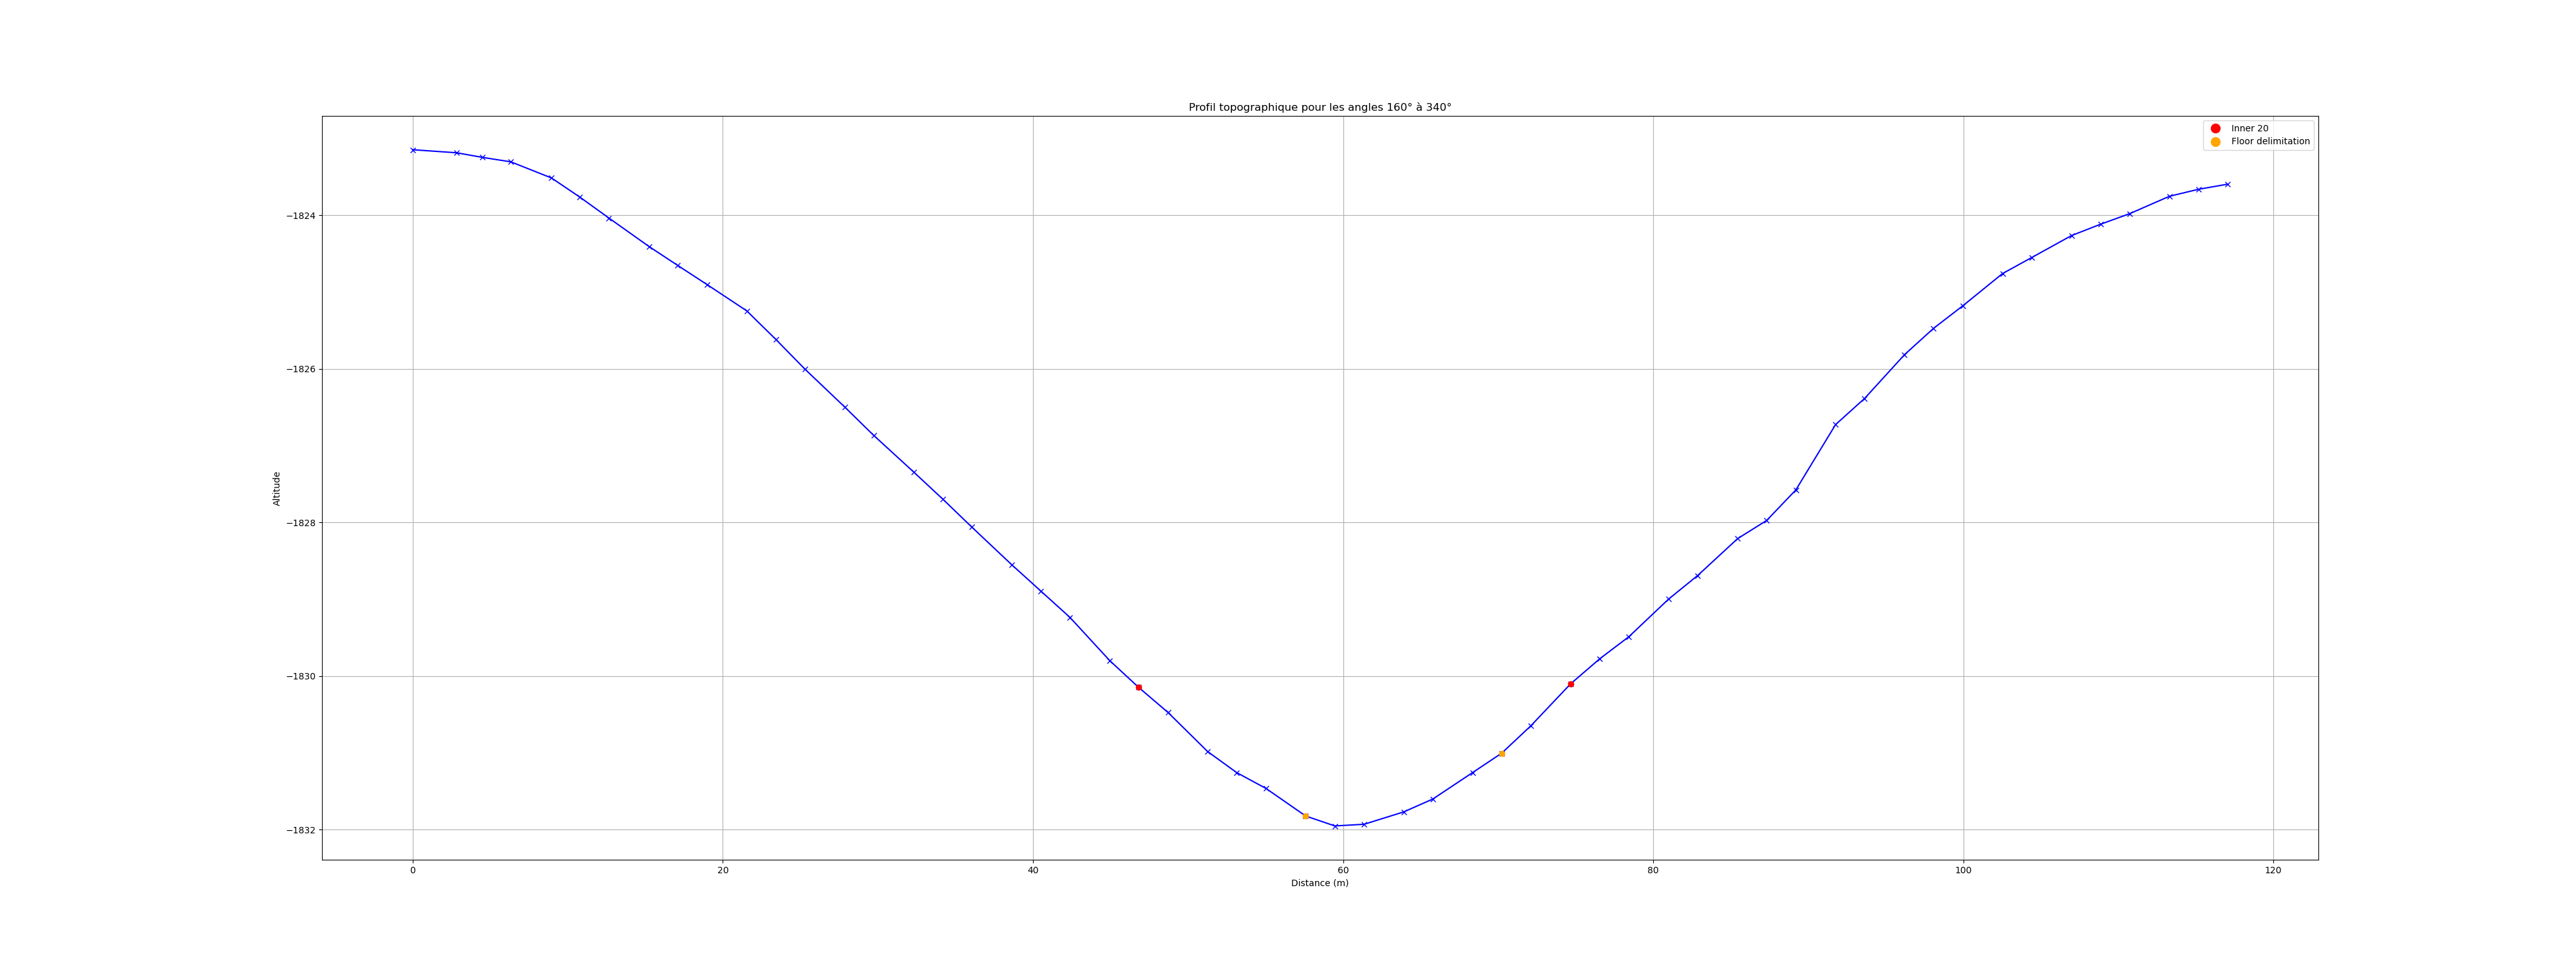 Profil topographique pour les angles 160° à 340°
Inner 20
Floor delimitation
−1824
−1826
−1828
−1830
−1832
Altitude
0
20
40
60
80
100
120
Distance (m)